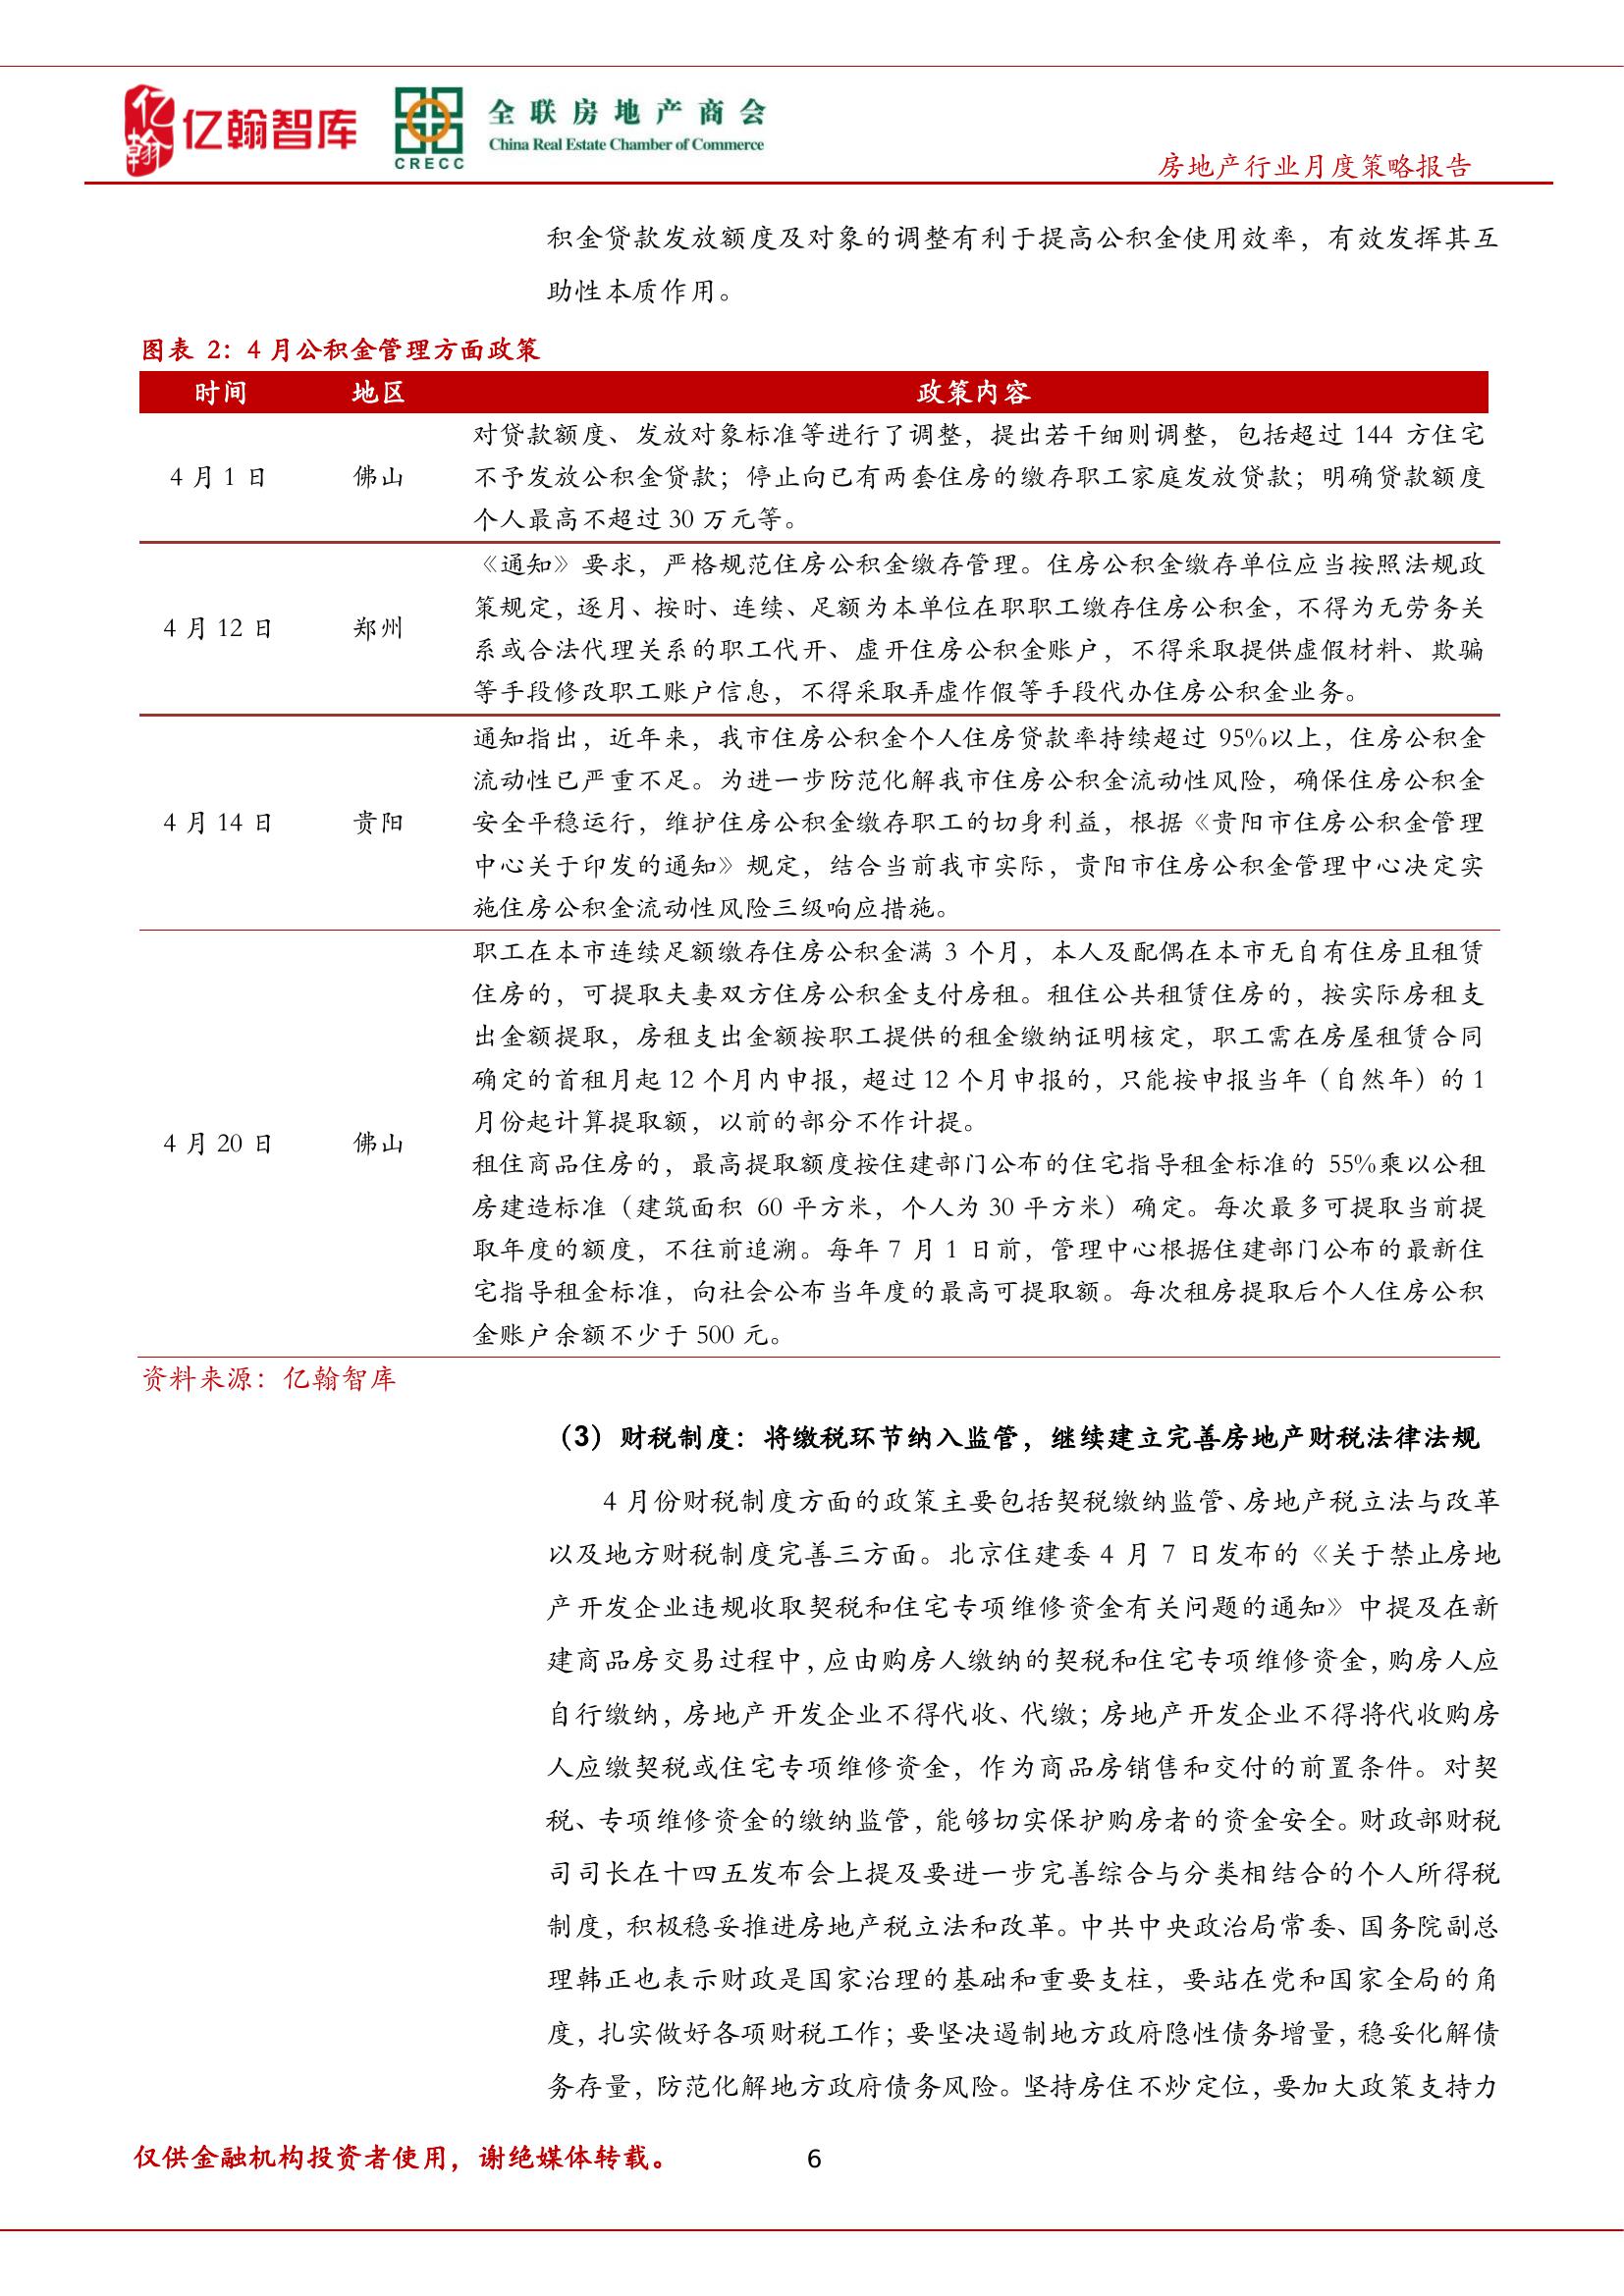 亿翰
亿翰智库
CRECC
全联房地产商会
China Real Estate Chamber of Commerce
房地产行业月度策略报告
积金贷款发放额度及对象的调整有利于提高公积金使用效率，有效发挥其互
助性本质作用。
图表 2：4 月公积金管理方面政策
时间 地区 政策内容
对贷款额度、发放对象标准等进行了调整，提出若干细则调整，包括超过 144 方住宅
4 月 1 日 佛山 不予发放公积金贷款；停止向已有两套住房的缴存职工家庭发放贷款；明确贷款额度
个人最高不超过 30 万元等。
《通知》要求，严格规范住房公积金缴存管理。住房公积金缴存单位应当按照法规政
策规定，逐月、按时、连续、足额为本单位在职职工缴存住房公积金，不得为无劳务关
4 月 12 日 郑州
系或合法代理关系的职工代开、虚开住房公积金账户，不得采取提供虚假材料、欺骗
等手段修改职工账户信息，不得采取弄虚作假等手段代办住房公积金业务。
通知指出，近年来，我市住房公积金个人住房贷款率持续超过 95%以上，住房公积金
流动性已严重不足。为进一步防范化解我市住房公积金流动性风险，确保住房公积金
4 月 14 日 贵阳 安全平稳运行，维护住房公积金缴存职工的切身利益，根据《贵阳市住房公积金管理
中心关于印发的通知》规定，结合当前我市实际，贵阳市住房公积金管理中心决定实
施住房公积金流动性风险三级响应措施。
职工在本市连续足额缴存住房公积金满 3 个月，本人及配偶在本市无自有住房且租赁
住房的，可提取夫妻双方住房公积金支付房租。租住公共租赁住房的，按实际房租支
出金额提取，房租支出金额按职工提供的租金缴纳证明核定，职工需在房屋租赁合同
确定的首租月起 12 个月内申报，超过 12 个月申报的，只能按申报当年（自然年）的 1
月份起计算提取额，以前的部分不作计提。
4 月 20 日 佛山
租住商品住房的，最高提取额度按住建部门公布的住宅指导租金标准的 55%乘以公租
房建造标准（建筑面积 60 平方米，个人为 30 平方米）确定。每次最多可提取当前提
取年度的额度，不往前追溯。每年 7 月 1 日前，管理中心根据住建部门公布的最新住
宅指导租金标准，向社会公布当年度的最高可提取额。每次租房提取后个人住房公积
金账户余额不少于 500 元。
资料来源：亿翰智库
（3）财税制度：将缴税环节纳入监管，继续建立完善房地产财税法律法规
4 月份财税制度方面的政策主要包括契税缴纳监管、房地产税立法与改革
以及地方财税制度完善三方面。北京住建委 4 月 7 日发布的《关于禁止房地
产开发企业违规收取契税和住宅专项维修资金有关问题的通知》中提及在新
建商品房交易过程中，应由购房人缴纳的契税和住宅专项维修资金，购房人应
自行缴纳，房地产开发企业不得代收、代缴；房地产开发企业不得将代收购房
人应缴契税或住宅专项维修资金，作为商品房销售和交付的前置条件。对契
税、专项维修资金的缴纳监管，能够切实保护购房者的资金安全。财政部财税
司司长在十四五发布会上提及要进一步完善综合与分类相结合的个人所得税
制度，积极稳妥推进房地产税立法和改革。中共中央政治局常委、国务院副总
理韩正也表示财政是国家治理的基础和重要支柱，要站在党和国家全局的角
度，扎实做好各项财税工作；要坚决遏制地方政府隐性债务增量，稳妥化解债
务存量，防范化解地方政府债务风险。坚持房住不炒定位，要加大政策支持力
仅供金融机构投资者使用，谢绝媒体转载。 6